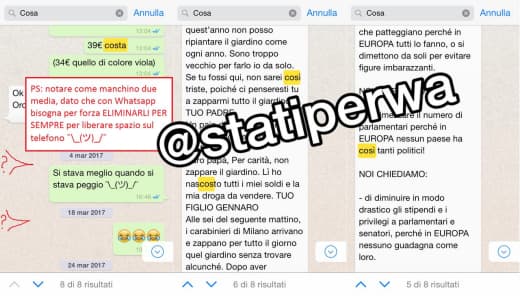 Cosa
Annulla
13:04
39€ costa
13:04
(34€ quello di colore viola)
13:04
Ok
Oro
PS: notare come manchino due
media, dato che con Whatsapp
bisogna per forza ELIMINARLI PER
SEMPRE per liberare spazio sul
telefono ¯\_(ツ)_/¯
4 mar 2017
Si stava meglio quando si
stava peggio ¯\_(ツ)_/¯
16:46
18 mar 2017
😂😂😂
24 mar 2017
8 di 8 risultati
Cosa
Annulla
quest'anno non posso
ripiantare il giardino come
ogni anno. Sono troppo
vecchio per farlo io da solo.
Se tu fossi qui, non sarei così
triste, poiché ci penseresti tu
a zapparmi tutto il giardino
TUO PADRE
papà, Per carità, non
zappare il giardino. Lì ho
nascosto tutti i miei soldi e la
mia droga da vendere. TUO
FIGLIO GENNARO
Alle sei del seguente mattino,
i carabinieri di Milano arrivano
e zappano per tutto il giorno
quel giardino senza trovare
alcunché. Dopo aver
6 di 8 risultati
Cosa
Annulla
che patteggiano perché in
EUROPA tutti lo fanno, o si
dimettono da soli per evitare
figure imbarazzanti.
il numero di
parlamentari perché in
EUROPA nessun paese ha
così tanti politici!
NOI CHIEDIAMO:
- di diminuire in modo
drastico gli stipendi e i
privilegi a parlamentari e
senatori, perché in EUROPA
nessuno guadagna come
loro.
5 di 8 risultati
@Statiperwa